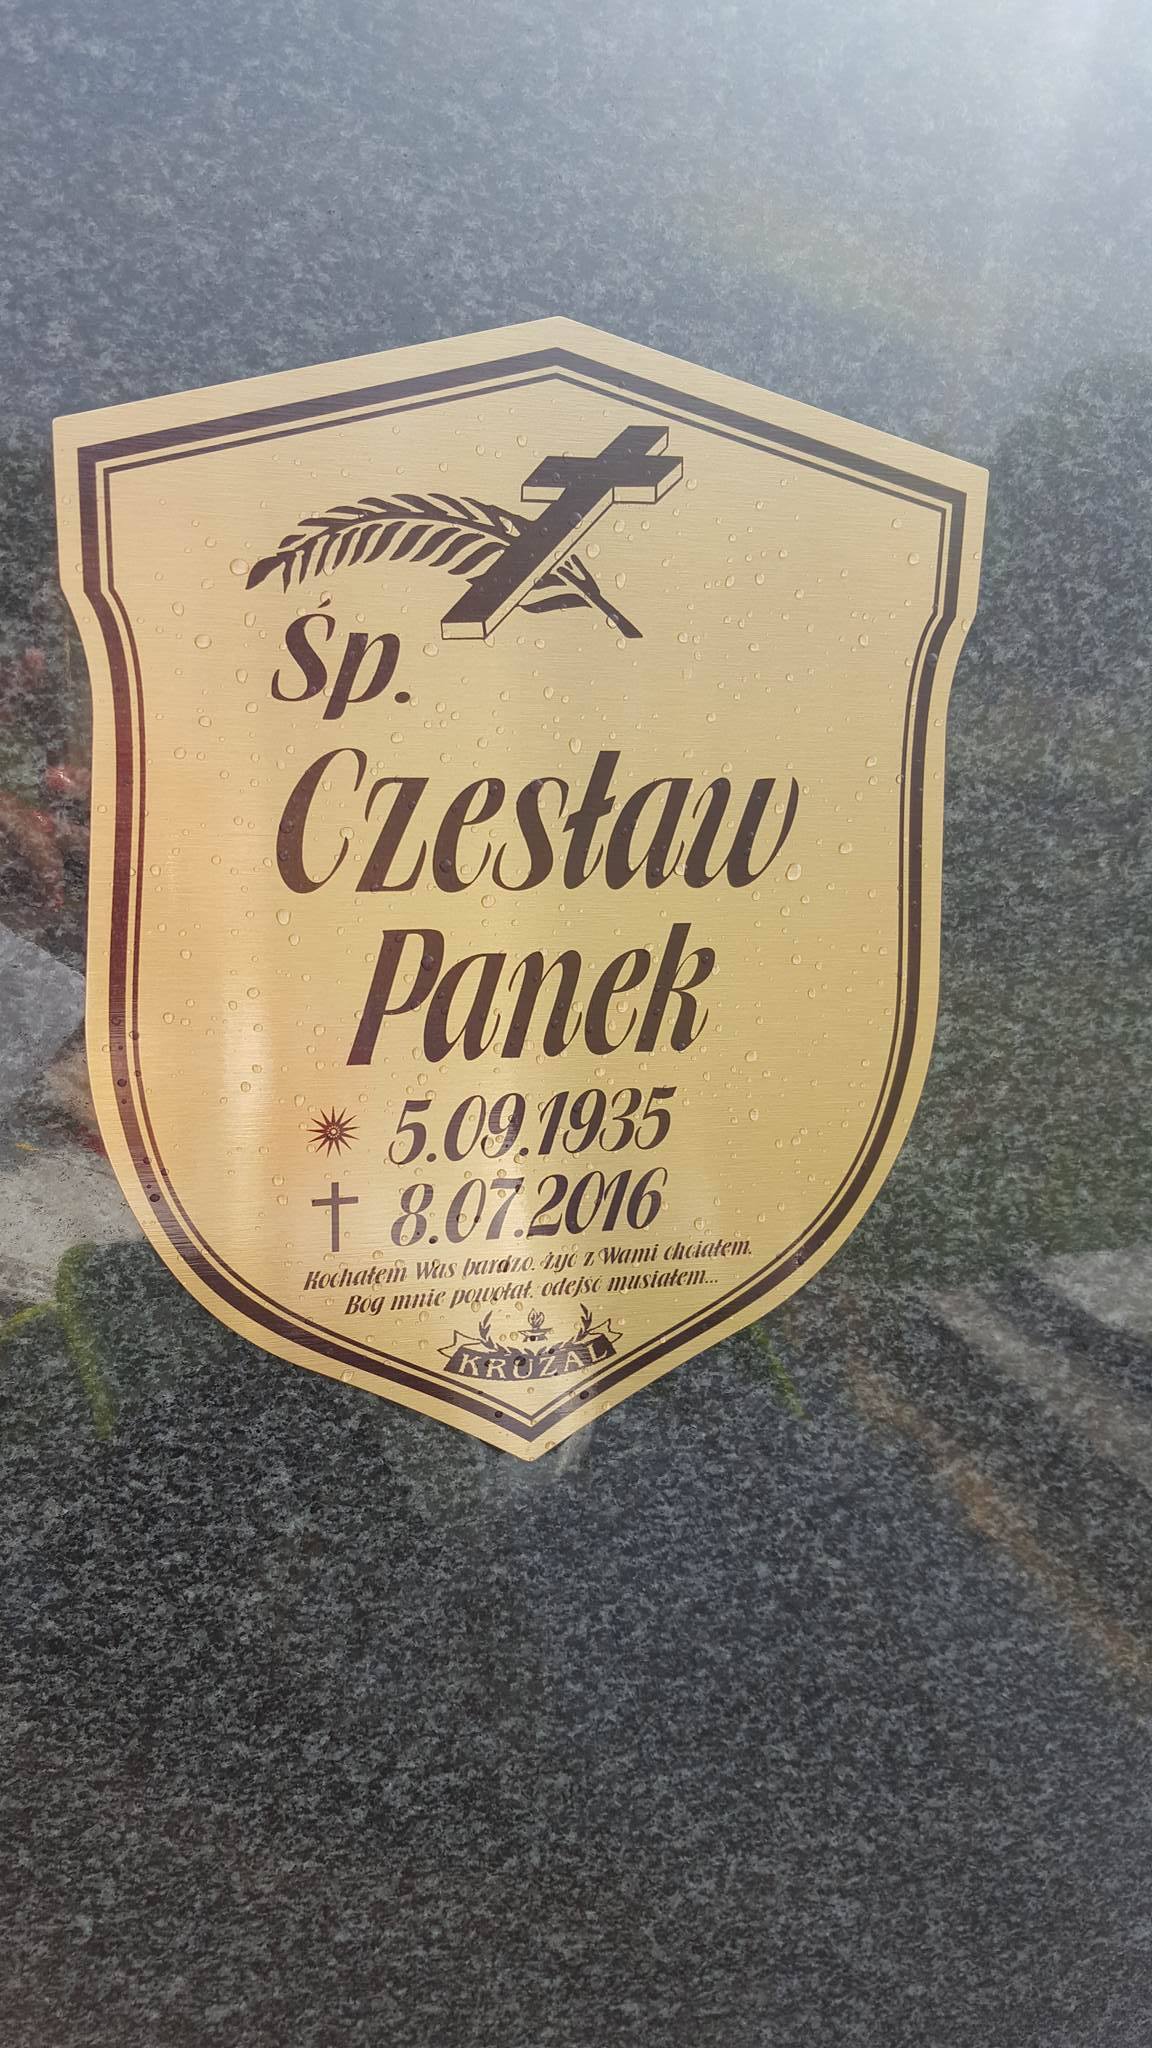 Śp.
Czesław
Panek
5.09.1935
8.07.2016
Kochałem Was bardzo, żyć z Wami chciałem,
Bóg mnie powołał, odejść musiałem...
KRUŻAL